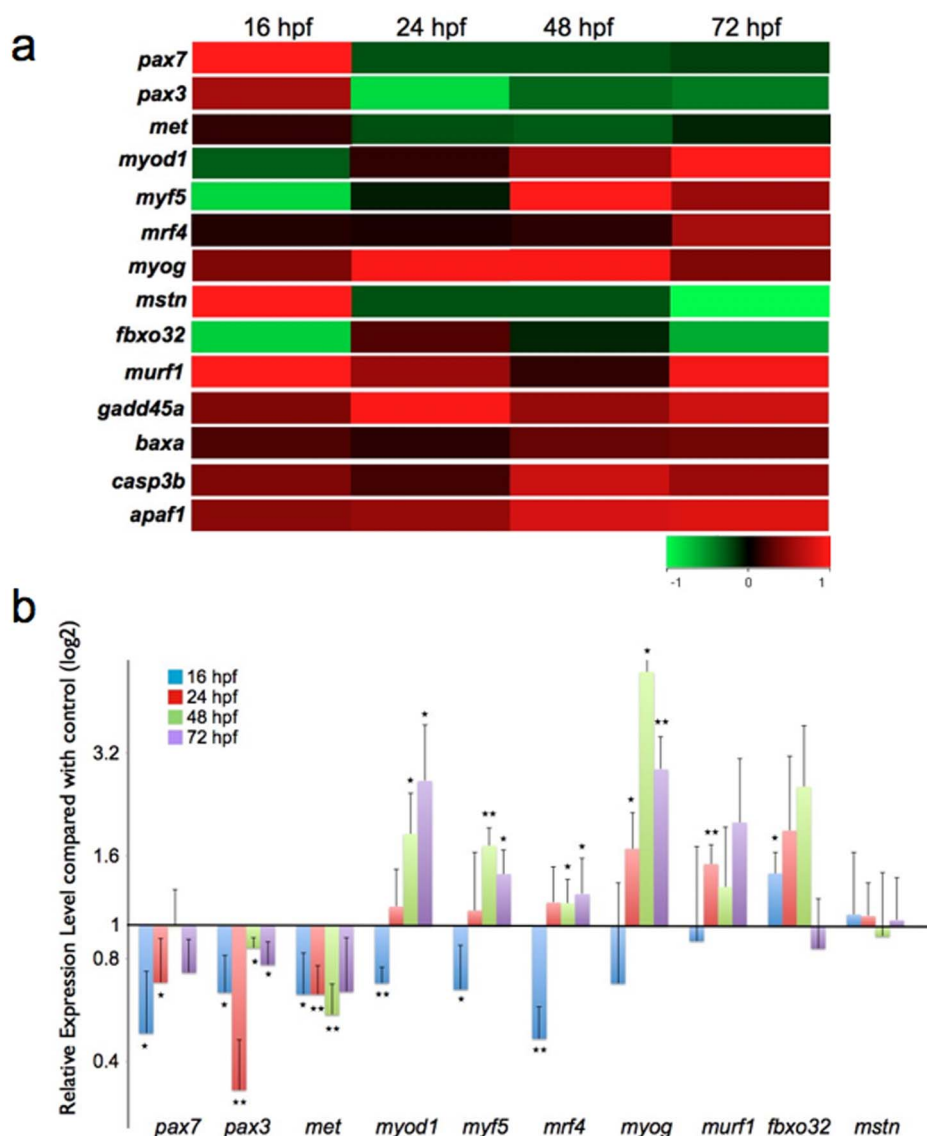 a
16 hpf 24 hpf 48 hpf 72 hpf
pax7
pax3
met
myod1
myf5
mrf4
myog
mstn
fbxo32
murf1
gadd45a
baxa
casp3b
apaf1
-1 0 1
b
Relative Expression Level compared with control (log2)
16 hpf
24 hpf
48 hpf
72 hpf
3.2
1.6
1
0.8
0.4
pax7 pax3 met myod1 myf5 mrf4 myog murf1 fbxo32 mstn